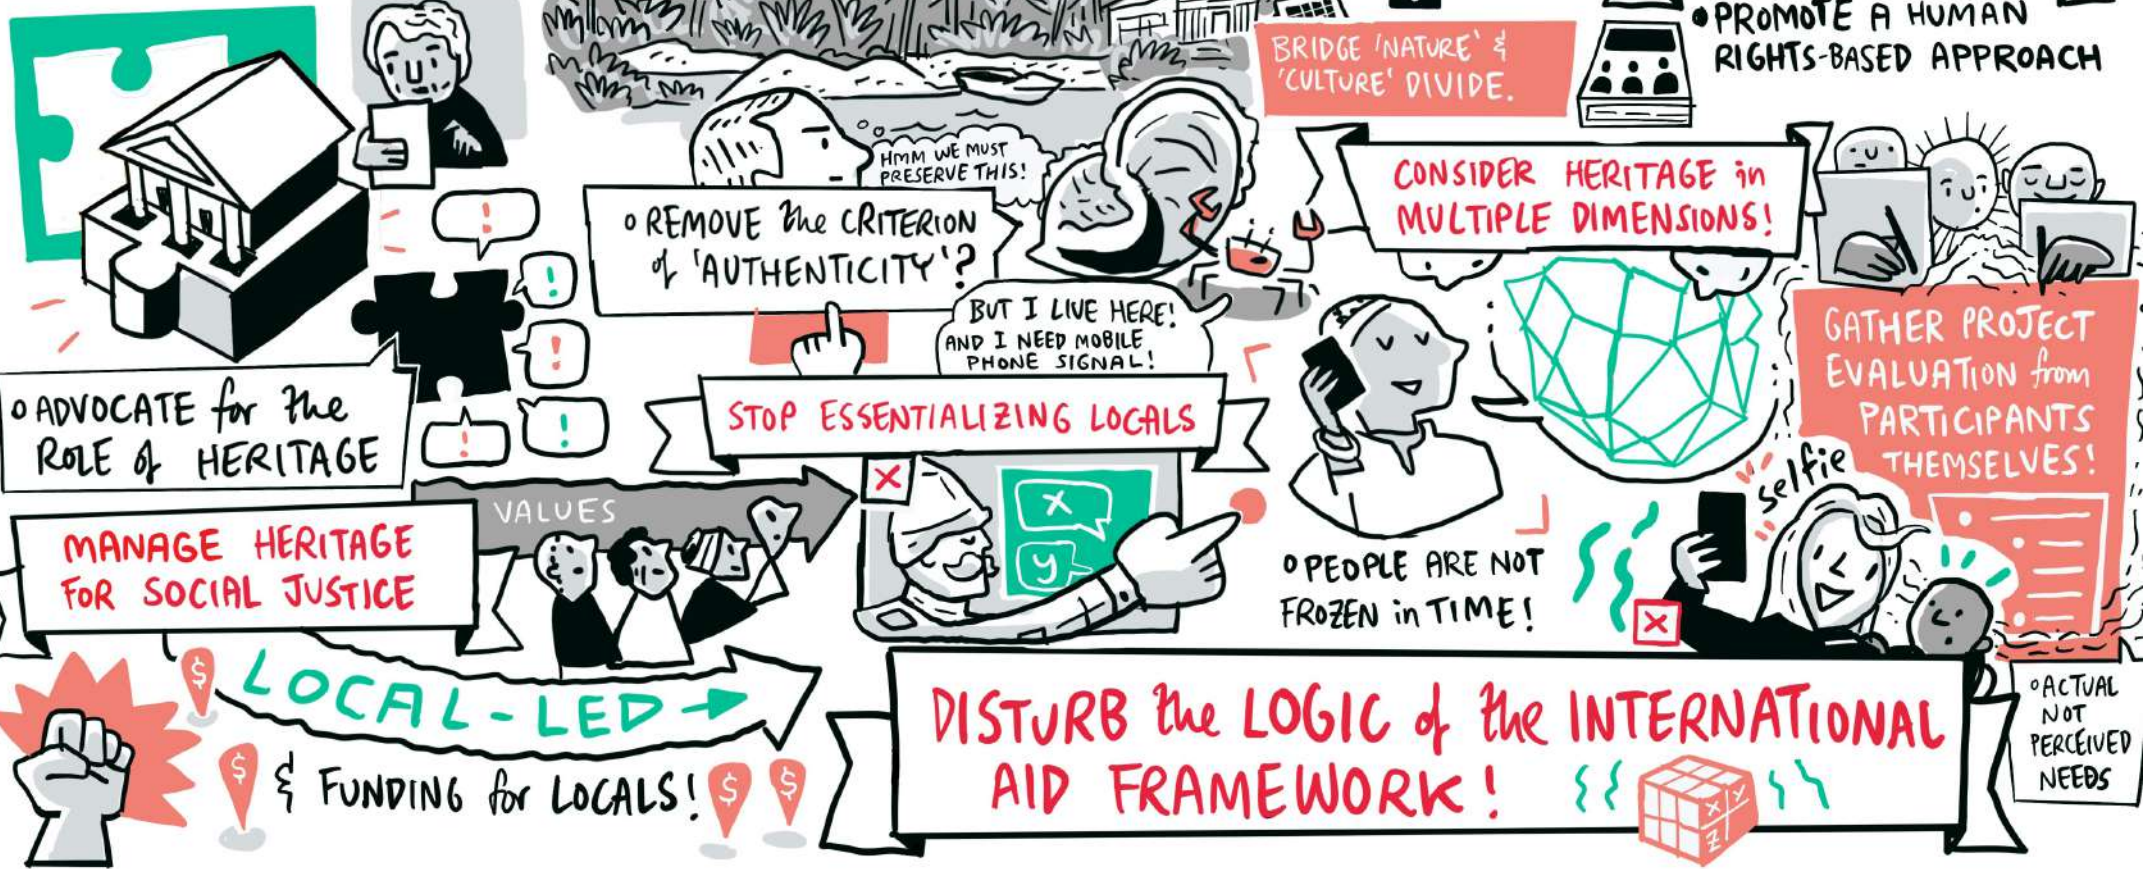 • PROMOTE A HUMAN
RIGHTS-BASED APPROACH
BRIDGE 'NATURE' &
'CULTURE' DIVIDE.
HMM WE MUST
PRESERVE THIS!
• REMOVE the CRITERION
of 'AUTHENTICITY'?
CONSIDER HERITAGE in
MULTIPLE DIMENSIONS!
!
!
!
!
!
BUT I LIVE HERE!
AND I NEED MOBILE
PHONE SIGNAL!
GATHER PROJECT
EVALUATION from
PARTICIPANTS
THEMSELVES!
• ADVOCATE for the
ROLE of HERITAGE
STOP ESSENTIALIZING LOCALS
selfie
VALUES
X
X
y
MANAGE HERITAGE
FOR SOCIAL JUSTICE
• PEOPLE ARE NOT
FROZEN in TIME!
X
LOCAL-LED →
$
$
& FUNDING for LOCALS!
$
$
DISTURB the LOGIC of the INTERNATIONAL
AID FRAMEWORK!
X Y
Z
• ACTUAL
NOT
PERCEIVED
NEEDS